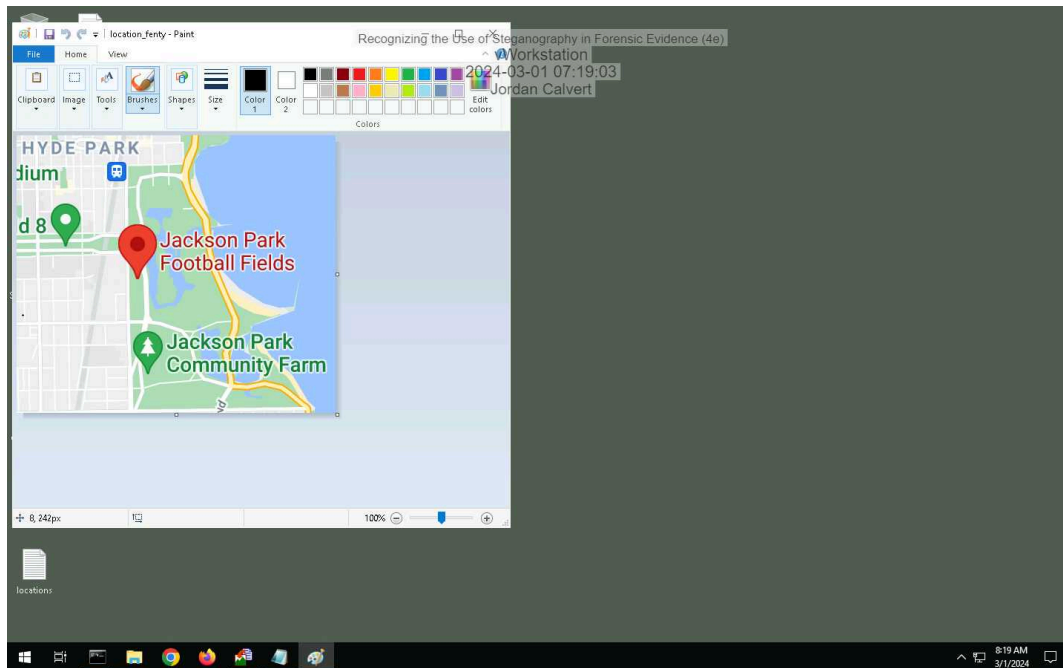 location_fenty - Paint
Recognizing the Use of Steganography in Forensic Evidence (4e)
vWorkstation
2024-03-01 07:19:03
Jordan Calvert
File Home View
Clipboard Image Tools Brushes Shapes Size Color 1 Color 2 Edit colors
Colors
HYDE PARK
dium
d 8
Jackson Park
Football Fields
Jackson Park
Community Farm
8, 242px 100%
locations
8:19 AM
3/1/2024